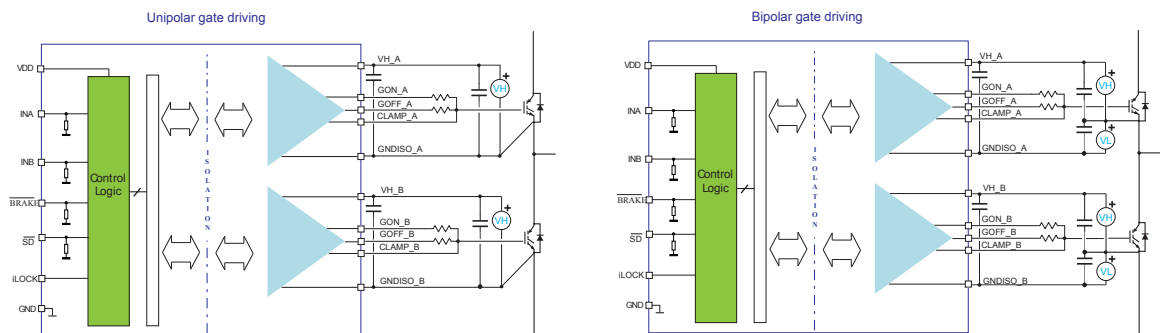 Unipolar gate driving
VDD
INA
INB
BRAKE
SD
iLOCK
GND
Control
Logic
ISOLATION
VH_A
GON_A
GOFF_A
CLAMP_A
GNDISO_A
VH
+
VH_B
GON_B
GOFF_B
CLAMP_B
GNDISO_B
VH
+
Bipolar gate driving
VDD
INA
INB
BRAKE
SD
iLOCK
GND
Control
Logic
ISOLATION
VH_A
GON_A
GOFF_A
CLAMP_A
GNDISO_A
+
VH
VL
+
VH_B
GON_B
GOFF_B
CLAMP_B
GNDISO_B
+
VH
VL
+